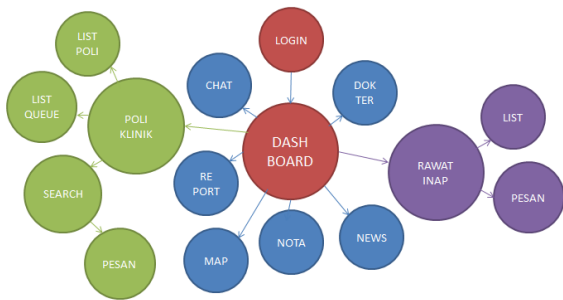 LIST
POLI
LOGIN
CHAT
DOK
TER
LIST
QUEUE
POLI
KLINIK
LIST
DASH
BOARD
RAWAT
INAP
RE
PORT
SEARCH
PESAN
NEWS
NOTA
MAP
PESAN